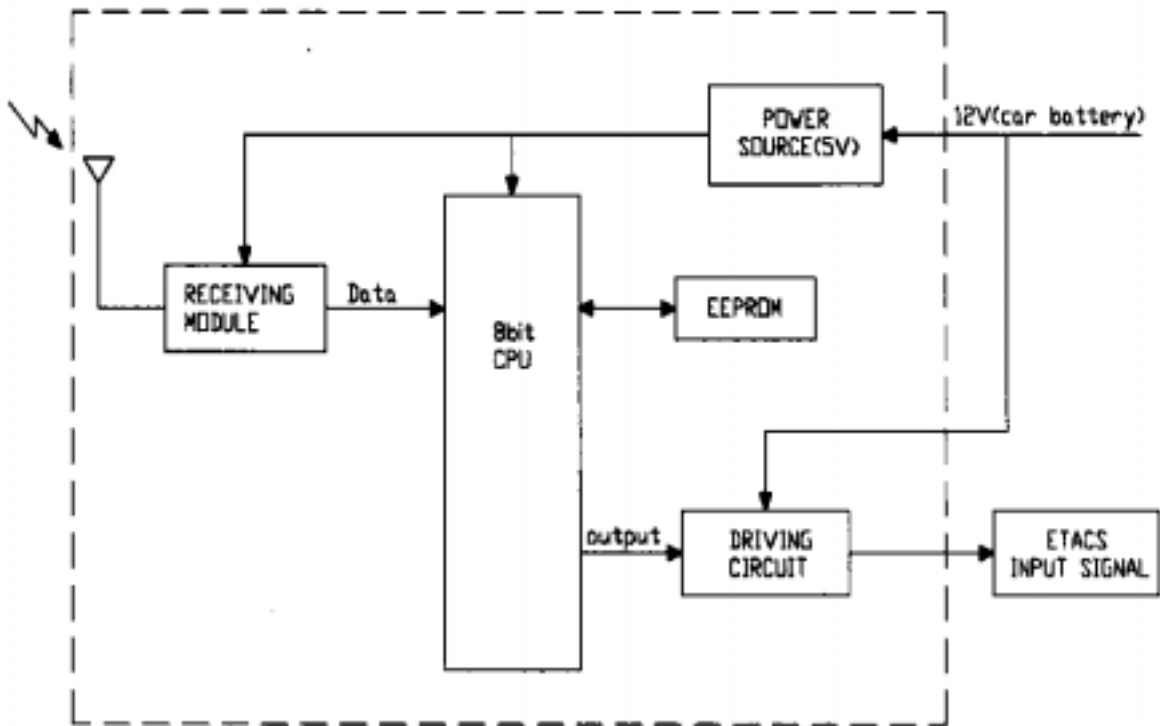 POWER
SOURCE(5V)
12V(car battery)
RECEIVING
MODULE
Data
8bit
CPU
EEPROM
output
DRIVING
CIRCUIT
ETACS
INPUT SIGNAL